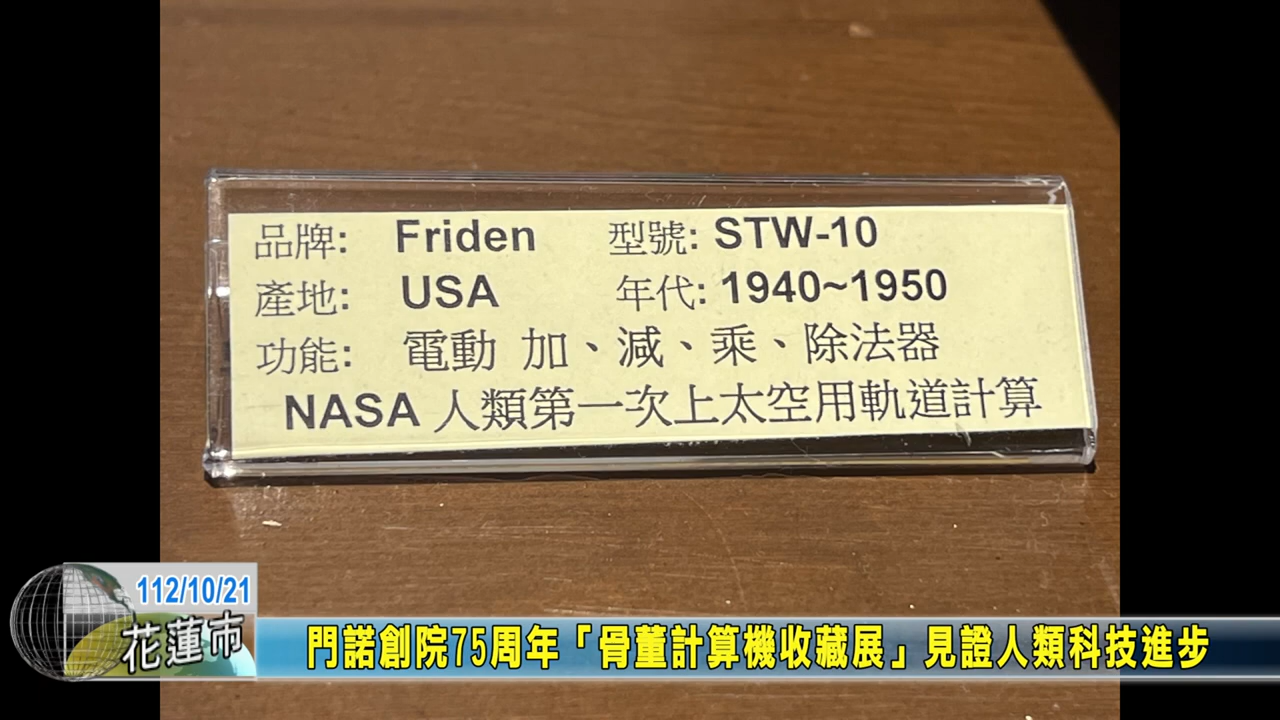 品牌: Friden 型號: STW-10
產地: USA 年代: 1940~1950
功能: 電動 加、減、乘、除法器
NASA 人類第一次上太空用軌道計算
112/10/21
花蓮市
門諾創院75周年「骨董計算機收藏展」見證人類科技進步